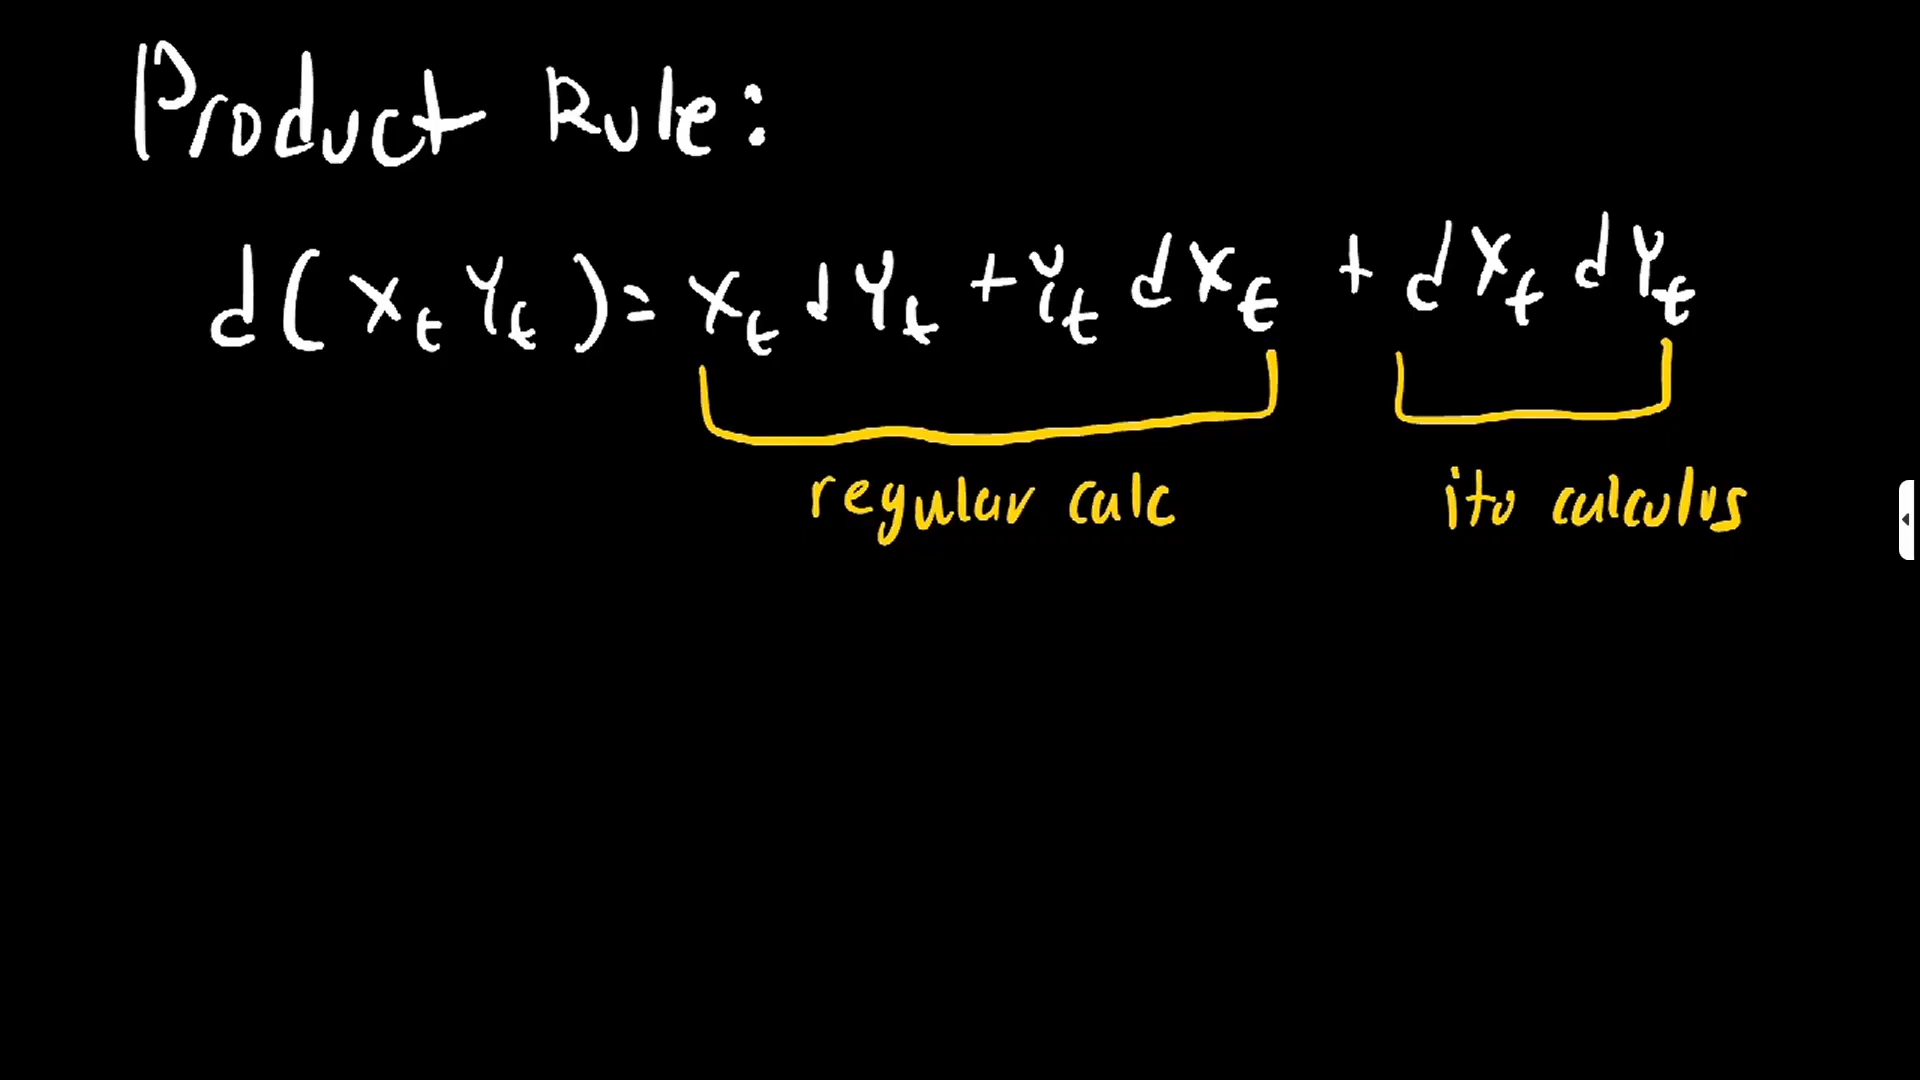 Product Rule:
d(XₜYₜ)=XₜdYₜ+YₜdXₜ + dXₜdYₜ
regular calc ito calculus